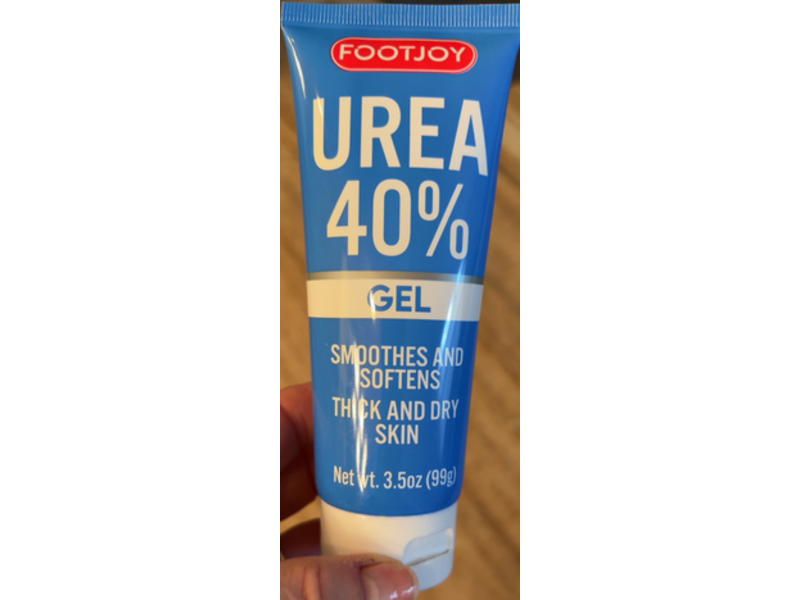 FOOTJOY
UREA
40%
GEL
SMOOTHES AND
SOFTENS
THICK AND DRY
SKIN
Net wt. 3.5oz (99g)